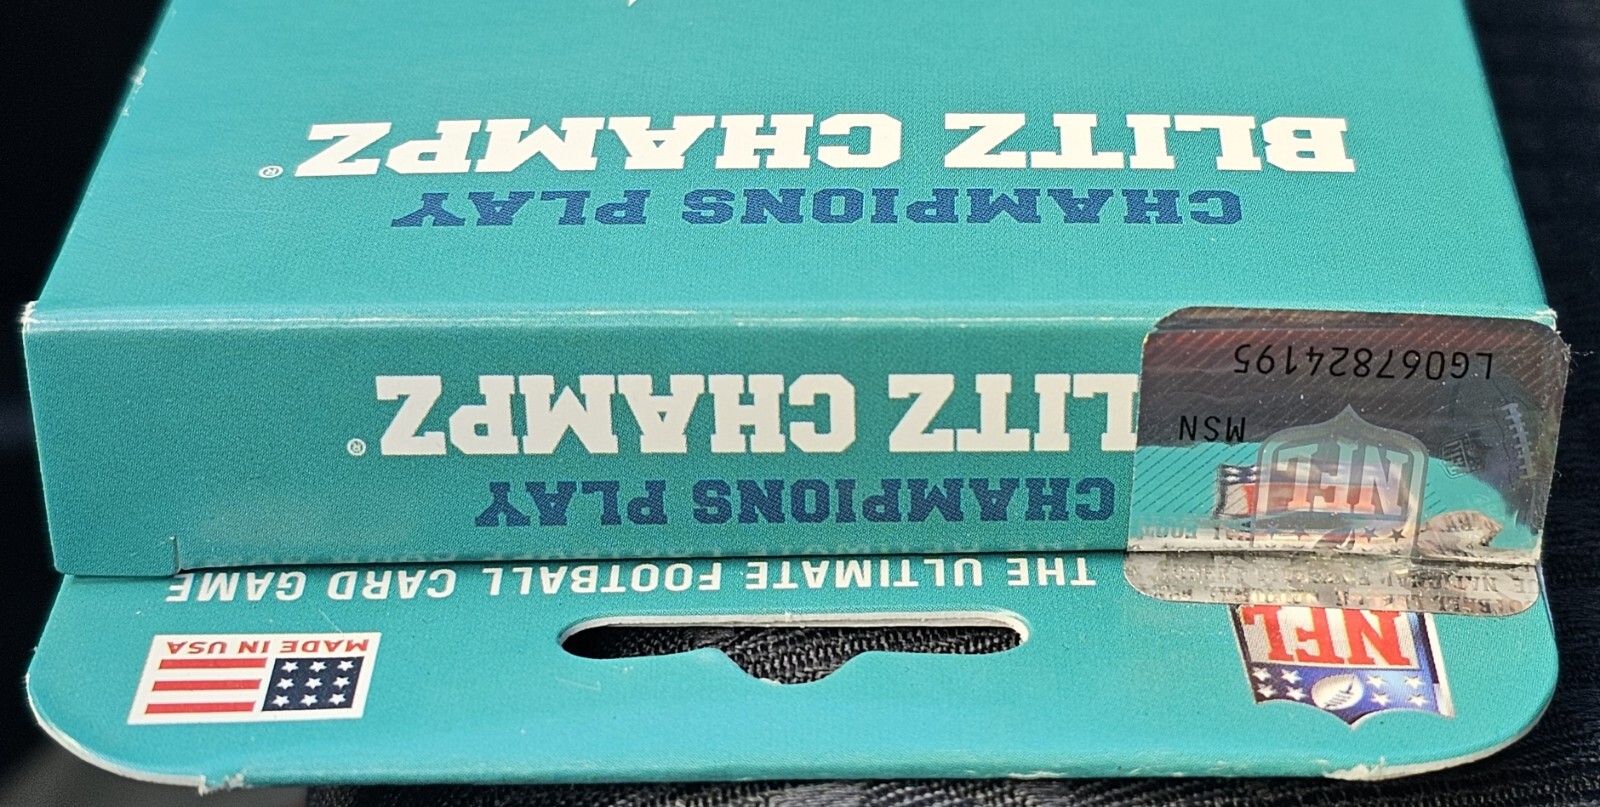 NFL
MADE IN USA
THE ULTIMATE FOOTBALL CARD GAME
CHAMPIONS PLAY
LITZ CHAMPZ®
NFL
MSN
LG067824195
CHAMPIONS PLAY
BLITZ CHAMPZ®